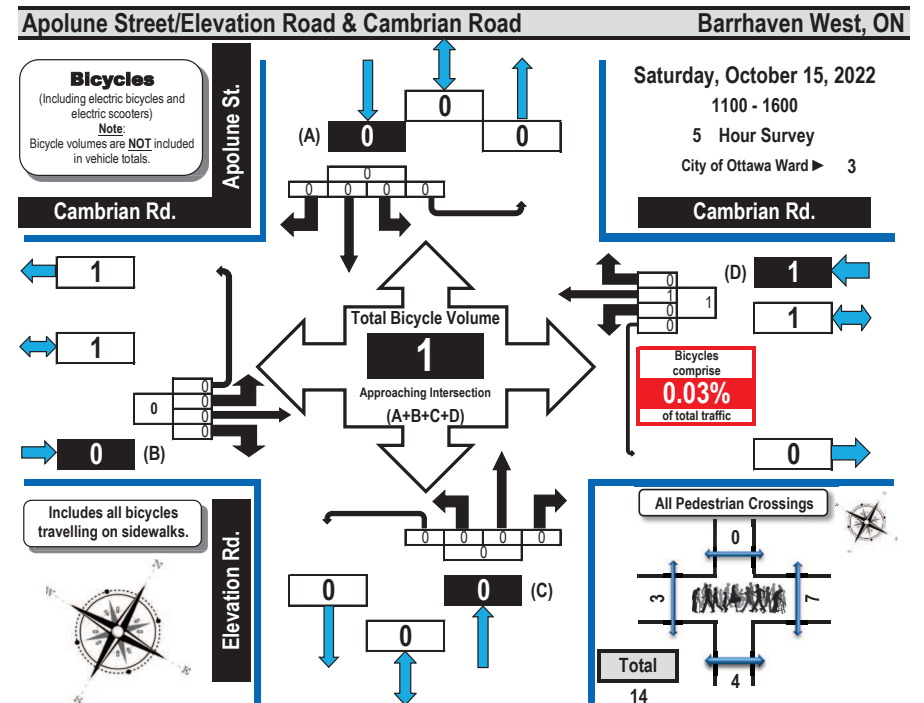 Apolune Street/Elevation Road & Cambrian Road
Barrhaven West, ON
Bicycles
(Including electric bicycles and
electric scooters)
Note:
Bicycle volumes are NOT included
in vehicle totals.
Apolune St.
Cambrian Rd.
0
(A) 0
0
0
0 0 0 0
Saturday, October 15, 2022
1100 - 1600
5 Hour Survey
City of Ottawa Ward ► 3
Cambrian Rd.
1
1
0
0
0
0
0
0 (B)
Total Bicycle Volume
1
Approaching Intersection
(A+B+C+D)
0
1
0
0
1
(D) 1
1
Bicycles
comprise
0.03%
of total traffic
0
Includes all bicycles
travelling on sidewalks.
N
W
E
S
Elevation Rd.
0 0 0 0
0
0
0 (C)
0
All Pedestrian Crossings
0
3
7
4
Total
14